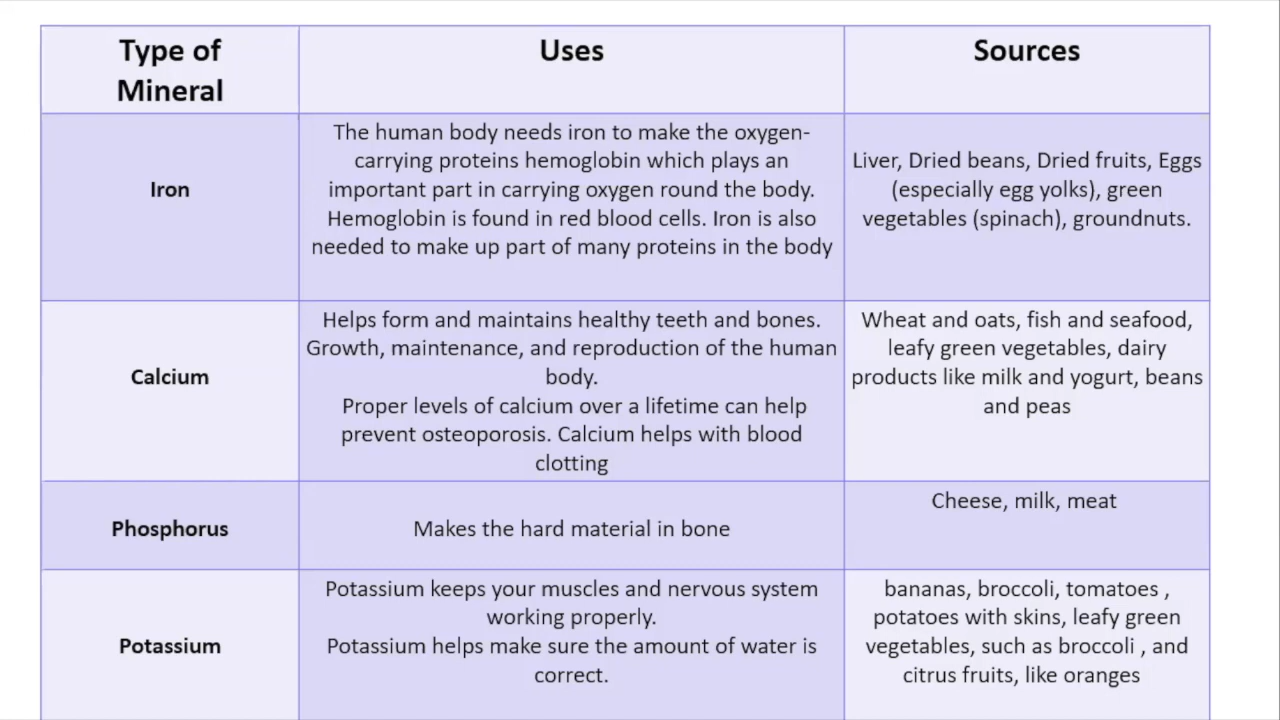 Type of
Mineral
Uses
Sources
Iron
The human body needs iron to make the oxygen-
carrying proteins hemoglobin which plays an
important part in carrying oxygen round the body.
Hemoglobin is found in red blood cells. Iron is also
needed to make up part of many proteins in the body
Liver, Dried beans, Dried fruits, Eggs
(especially egg yolks), green
vegetables (spinach), groundnuts.
Calcium
Helps form and maintains healthy teeth and bones.
Growth, maintenance, and reproduction of the human
body.
Proper levels of calcium over a lifetime can help
prevent osteoporosis. Calcium helps with blood
clotting
Wheat and oats, fish and seafood,
leafy green vegetables, dairy
products like milk and yogurt, beans
and peas
Phosphorus
Makes the hard material in bone
Cheese, milk, meat
Potassium
Potassium keeps your muscles and nervous system
working properly.
Potassium helps make sure the amount of water is
correct.
bananas, broccoli, tomatoes ,
potatoes with skins, leafy green
vegetables, such as broccoli , and
citrus fruits, like oranges